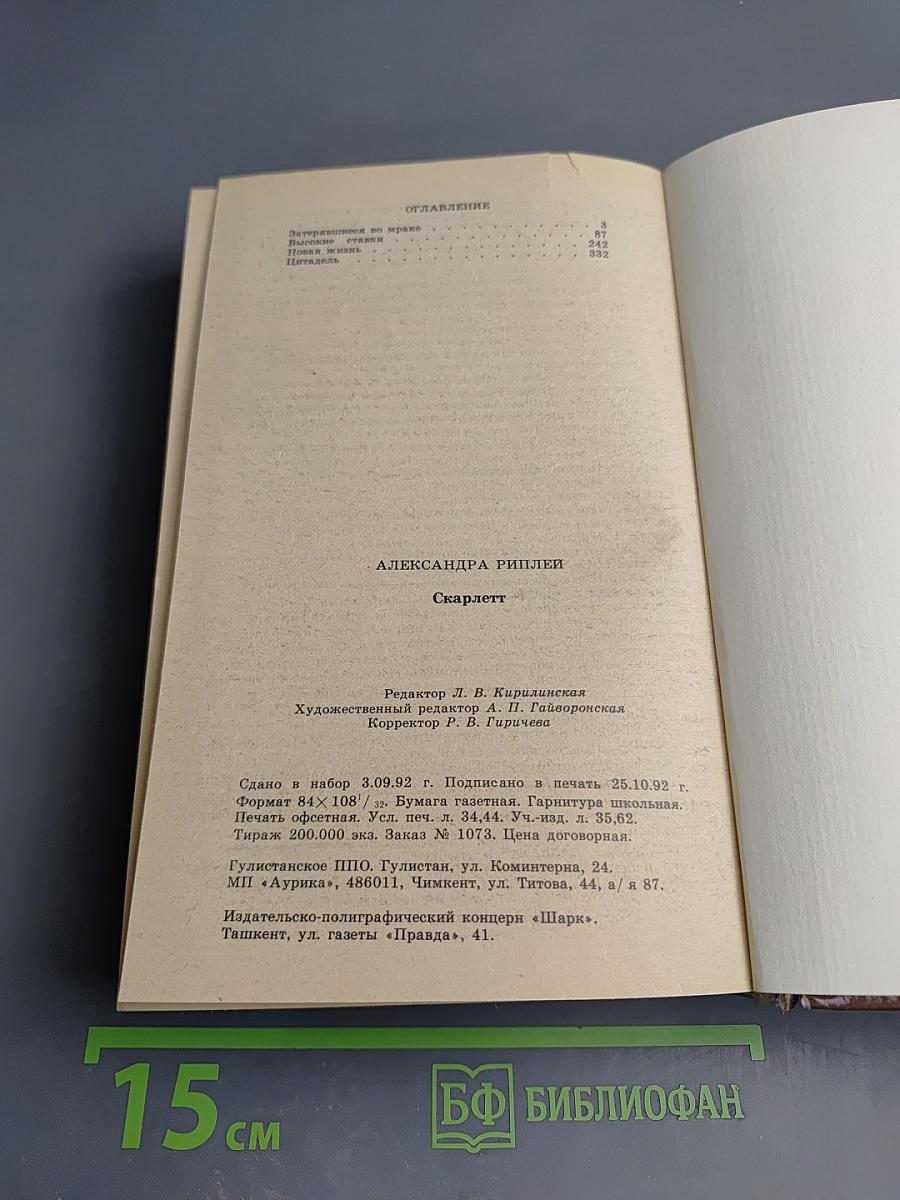 ОГЛАВЛЕНИЕ
Затерявшиеся во мраке . . . . . . . . . . . . 3
Высокие ставки . . . . . . . . . . . . 87
Новая жизнь . . . . . . . . . . . . 242
Цитадель . . . . . . . . . . . . 332
АЛЕКСАНДРА РИПЛЕЙ
Скарлетт
Редактор Л. В. Кирилинская
Художественный редактор А. П. Гайворонская
Корректор Р. В. Гиричева
Сдано в набор 3.09.92 г. Подписано в печать 25.10.92 г.
Формат 84×108¹/32. Бумага газетная. Гарнитура школьная.
Печать офсетная. Усл. печ. л. 34,44. Уч.-изд. л. 35,62.
Тираж 200.000 экз. Заказ № 1073. Цена договорная.
Гулистанское ППО. Гулистан, ул. Коминтерна, 24.
МП «Аурика», 486011, Чимкент, ул. Титова, 44, а/я 87.
Издательско-полиграфический концерн «Шарк».
Ташкент, ул. газеты «Правда», 41.
15 см
БФ БИБЛИОФАН